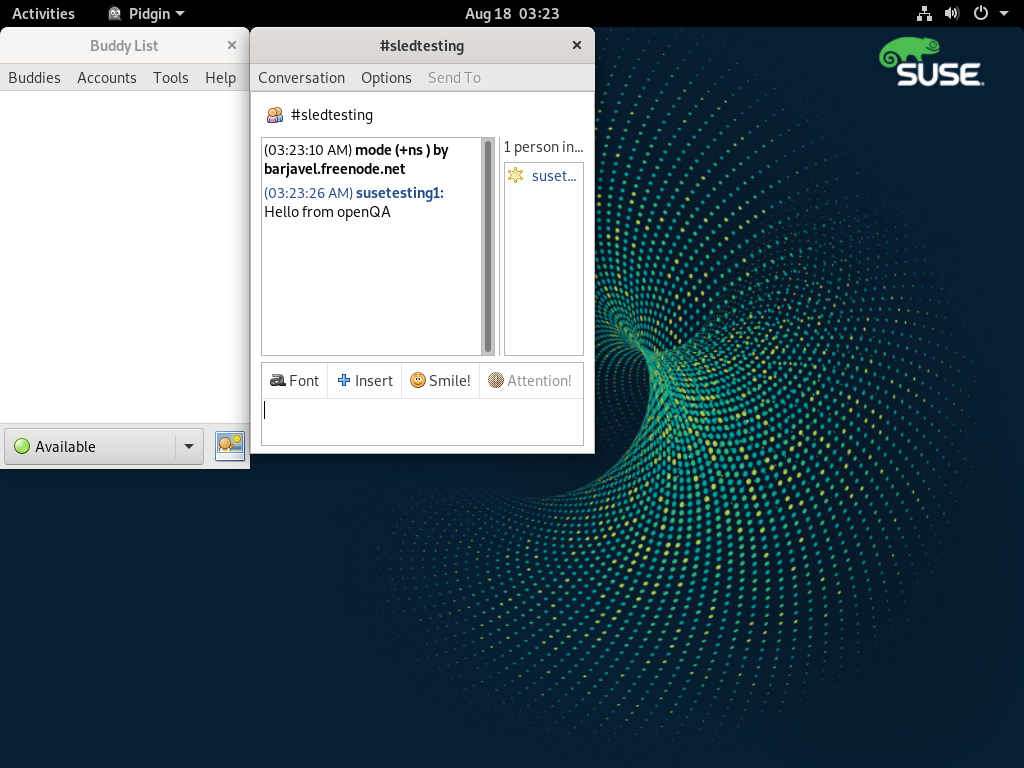 Activities Pidgin Aug 18 03:23
Buddy List
Buddies Accounts Tools Help
Available
#sledtesting
Conversation Options Send To
#sledtesting
(03:23:10 AM) mode (+ns ) by
barjavel.freenode.net
(03:23:26 AM) susetesting1:
Hello from openQA
1 person in...
suset...
Font Insert Smile! Attention!
SUSE